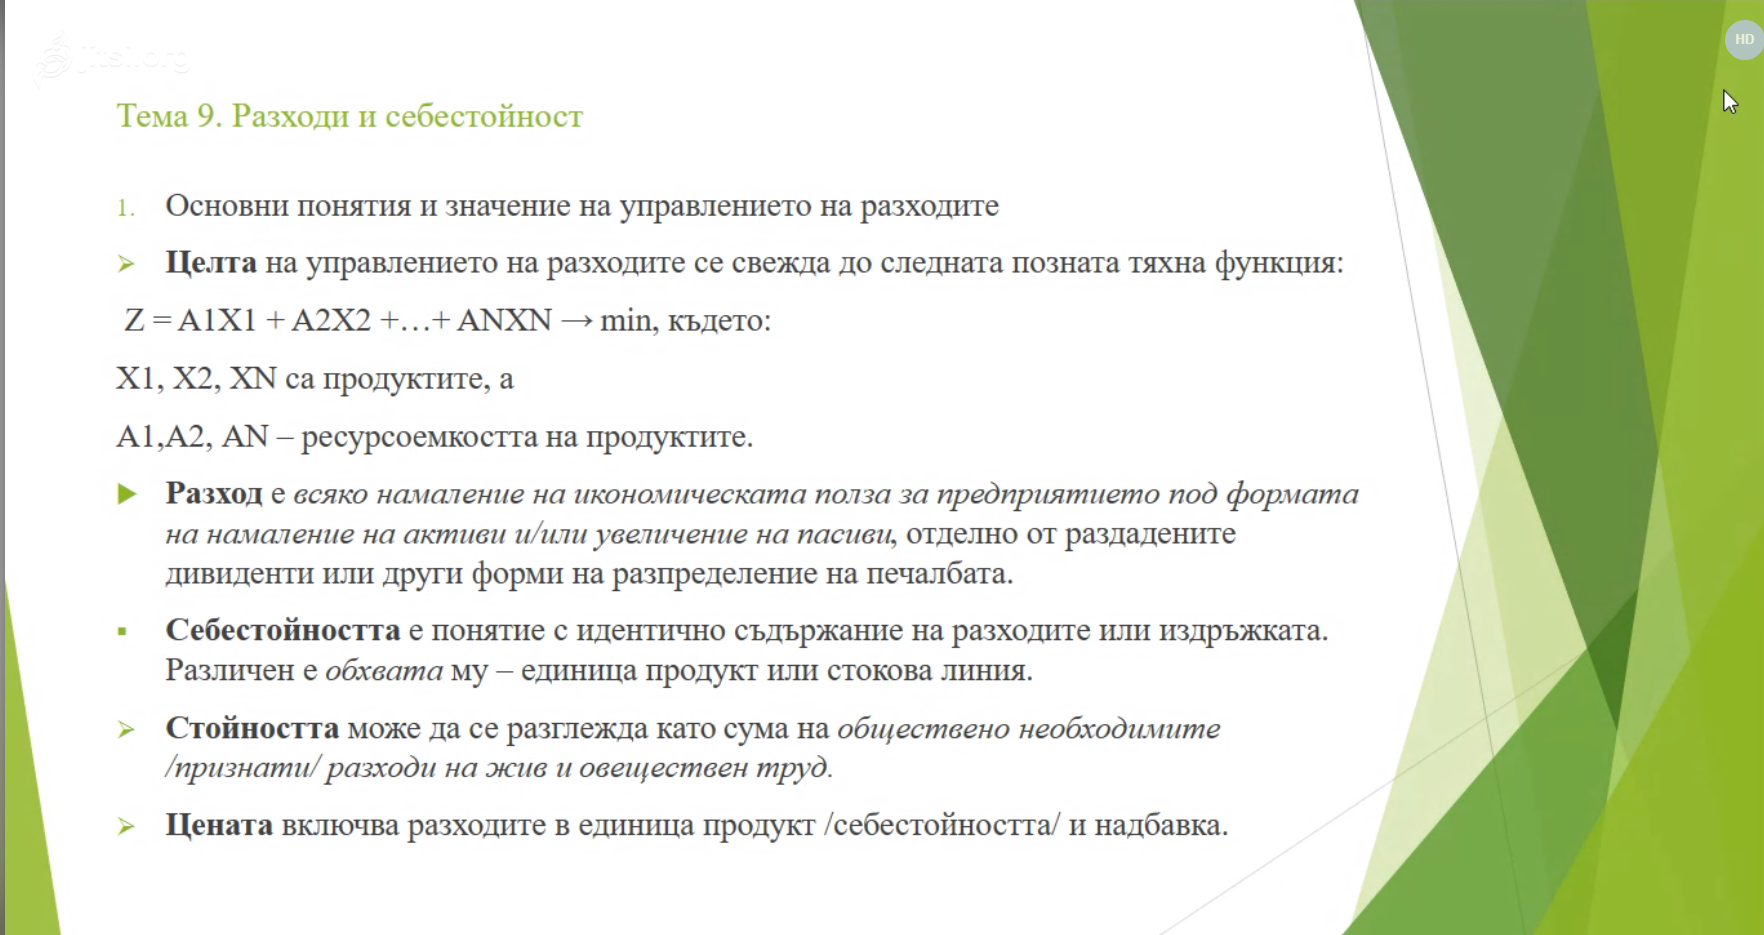 jitsi.org
HD
Тема 9. Разходи и себестойност
1. Основни понятия и значение на управлението на разходите
➢ Целта на управлението на разходите се свежда до следната позната тяхна функция:
Z = A1X1 + A2X2 +…+ ANXN → min, където:
X1, X2, XN са продуктите, а
A1,A2, AN – ресурсоемкостта на продуктите.
▶ Разход е всяко намаление на икономическата полза за предприятието под формата
на намаление на активи и/или увеличение на пасиви, отделно от раздадените
дивиденти или други форми на разпределение на печалбата.
▪ Себестойността е понятие с идентично съдържание на разходите или издръжката.
Различен е обхвата му – единица продукт или стокова линия.
➢ Стойността може да се разглежда като сума на обществено необходимите
/признати/ разходи на жив и овеществен труд.
➢ Цената включва разходите в единица продукт /себестойността/ и надбавка.